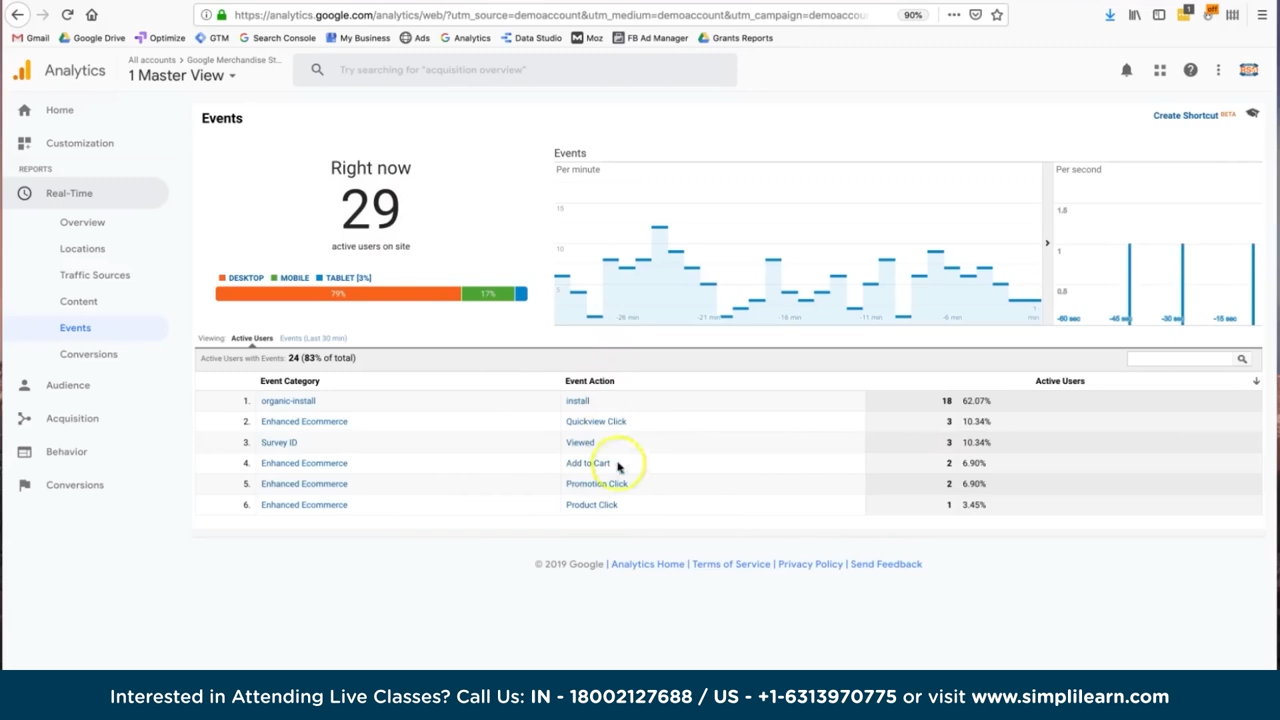 https://analytics.google.com/analytics/web/?utm_source=demoaccount&utm_medium=demoaccount&utm_campaign=demoaccou
90%
1
off
Gmail Google Drive Optimize GTM Search Console My Business Ads Analytics Data Studio Moz FB Ad Manager Grants Reports
Analytics
All accounts > Google Merchandise St...
1 Master View
Try searching for "acquisition overview"
Home
Customization
REPORTS
Real-Time
Overview
Locations
Traffic Sources
Content
Events
Conversions
Audience
Acquisition
Behavior
Conversions
Events
Create Shortcut BETA
Right now
29
active users on site
DESKTOP MOBILE TABLET [3%]
79% 17%
Events
Per minute
15
10
5
-26 min -21 min -16 min -11 min -6 min 1 min
Per second
1.5
1
0.5
-60 sec -45 sec -30 sec -15 sec
Viewing: Active Users Events (Last 30 min)
Active Users with Events: 24 (83% of total)
Event Category Event Action Active Users
1. organic-install install 18 62.07%
2. Enhanced Ecommerce Quickview Click 3 10.34%
3. Survey ID Viewed 3 10.34%
4. Enhanced Ecommerce Add to Cart 2 6.90%
5. Enhanced Ecommerce Promotion Click 2 6.90%
6. Enhanced Ecommerce Product Click 1 3.45%
© 2019 Google | Analytics Home | Terms of Service | Privacy Policy | Send Feedback
Interested in Attending Live Classes? Call Us: IN - 18002127688 / US - +1-6313970775 or visit www.simplilearn.com